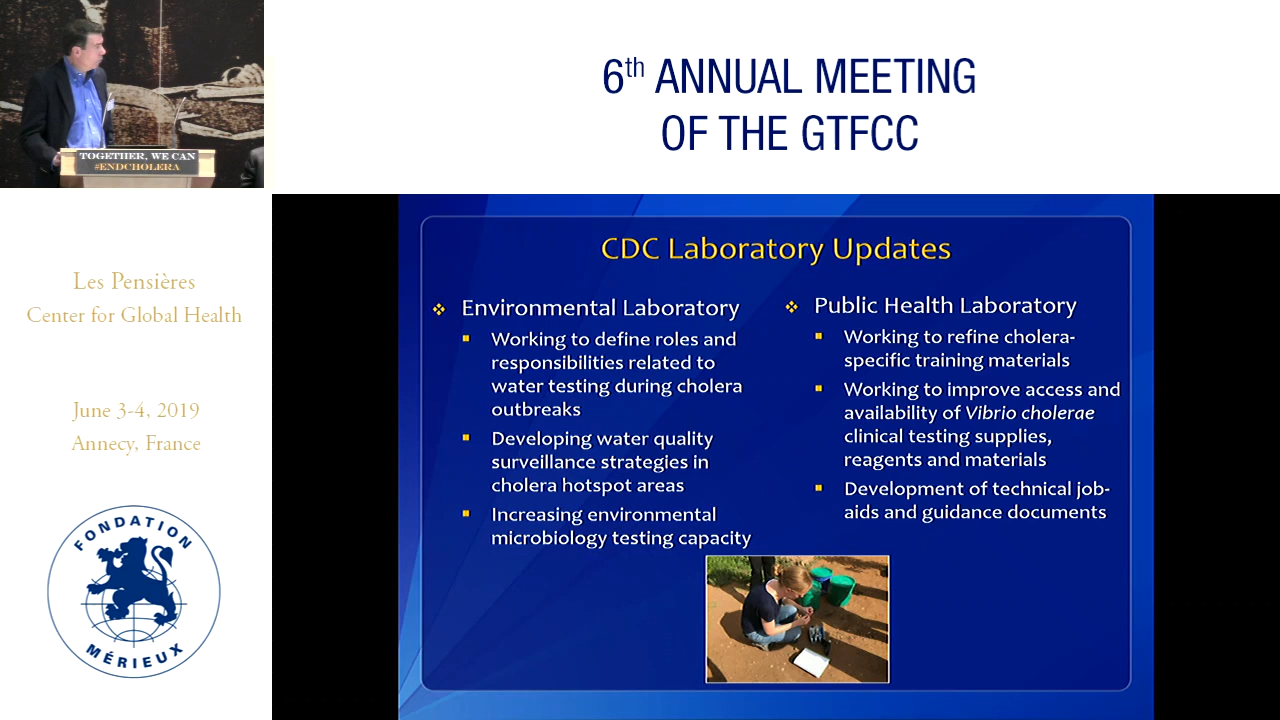 TOGETHER, WE CAN
#ENDCHOLERA
6th ANNUAL MEETING
OF THE GTFCC
Les Pensières
Center for Global Health
June 3-4, 2019
Annecy, France
FONDATION
MÉRIEUX
CDC Laboratory Updates
Environmental Laboratory
Working to define roles and
responsibilities related to
water testing during cholera
outbreaks
Developing water quality
surveillance strategies in
cholera hotspot areas
Increasing environmental
microbiology testing capacity
Public Health Laboratory
Working to refine cholera-
specific training materials
Working to improve access and
availability of Vibrio cholerae
clinical testing supplies,
reagents and materials
Development of technical job-
aids and guidance documents